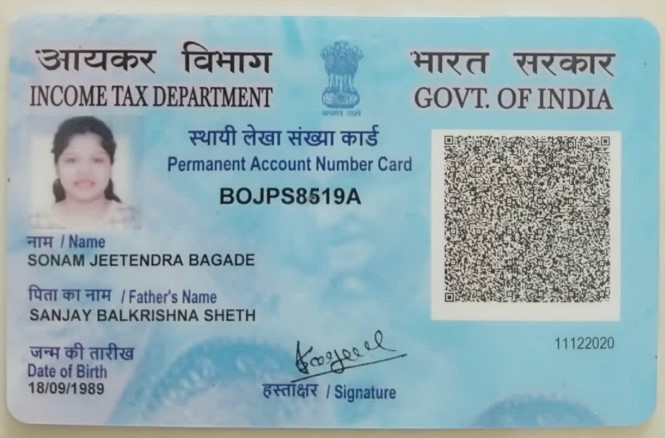 आयकर विभाग
INCOME TAX DEPARTMENT
भारत सरकार
GOVT. OF INDIA
स्थायी लेखा संख्या कार्ड
Permanent Account Number Card
BOJPS8519A
नाम / Name
SONAM JEETENDRA BAGADE
पिता का नाम / Father's Name
SANJAY BALKRISHNA SHETH
जन्म की तारीख
Date of Birth
18/09/1989
हस्ताक्षर / Signature
11122020